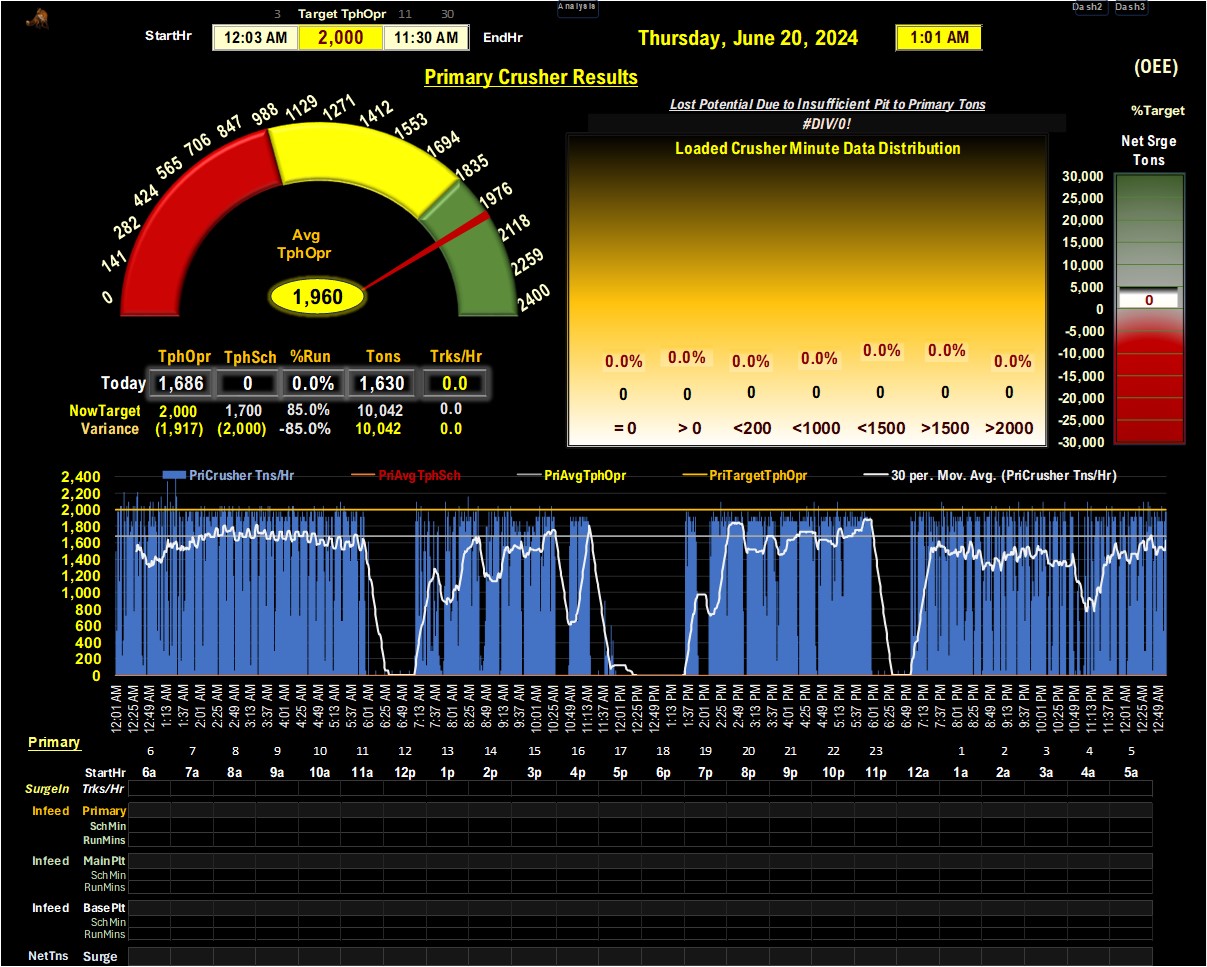 Analysis
Dash2 Dash3
3 Target TphOpr 11 30
StartHr 12:03 AM 2,000 11:30 AM EndHr Thursday, June 20, 2024 1:01 AM
Primary Crusher Results
(OEE)
%Target
Net Srge
Tons
Lost Potential Due to Insufficient Pit to Primary Tons
#DIV/0!
Loaded Crusher Minute Data Distribution
0 141 282 424 565 706 847 988 1129 1271 1412 1553 1694 1835 1976 2118 2259 2400
Avg
TphOpr
1,960
0.0% 0.0% 0.0% 0.0% 0.0% 0.0% 0.0%
0 0 0 0 0 0 0
=0 >0 <200 <1000 <1500 >1500 >2000
30,000
25,000
20,000
15,000
10,000
5,000
0
0
-5,000
-10,000
-15,000
-20,000
-25,000
-30,000
TphOpr TphSch %Run Tons Trks/Hr
Today 1,686 0 0.0% 1,630 0.0
NowTarget 2,000 1,700 85.0% 10,042 0.0
Variance (1,917) (2,000) -85.0% 10,042 0.0
PriCrusher Tns/Hr PriAvgTphSch PriAvgTphOpr PriTargetTphOpr 30 per. Mov. Avg. (PriCrusher Tns/Hr)
2,400
2,200
2,000
1,800
1,600
1,400
1,200
1,000
800
600
400
200
0
12:01 AM 12:25 AM 12:49 AM 1:13 AM 1:37 AM 2:01 AM 2:25 AM 2:49 AM 3:13 AM 3:37 AM 4:01 AM 4:25 AM 4:49 AM 5:13 AM 5:37 AM 6:01 AM 6:25 AM 6:49 AM 7:13 AM 7:37 AM 8:01 AM 8:25 AM 8:49 AM 9:13 AM 9:37 AM 10:01 AM 10:25 AM 10:49 AM 11:13 AM 11:37 AM 12:01 PM 12:25 PM 12:49 PM 1:13 PM 1:37 PM 2:01 PM 2:25 PM 2:49 PM 3:13 PM 3:37 PM 4:01 PM 4:25 PM 4:49 PM 5:13 PM 5:37 PM 6:01 PM 6:25 PM 6:49 PM 7:13 PM 7:37 PM 8:01 PM 8:25 PM 8:49 PM 9:13 PM 9:37 PM 10:01 PM 10:25 PM 10:49 PM 11:13 PM 11:37 PM 12:01 AM 12:25 AM 12:49 AM
Primary
6 7 8 9 10 11 12 13 14 15 16 17 18 19 20 21 22 23 1 2 3 4 5
StartHr 6a 7a 8a 9a 10a 11a 12p 1p 2p 3p 4p 5p 6p 7p 8p 9p 10p 11p 12a 1a 2a 3a 4a 5a
SurgeIn Trks/Hr
Infeed Primary
SchMin
RunMins
Infeed MainPlt
SchMin
RunMins
Infeed BasePlt
SchMin
RunMins
NetTns Surge